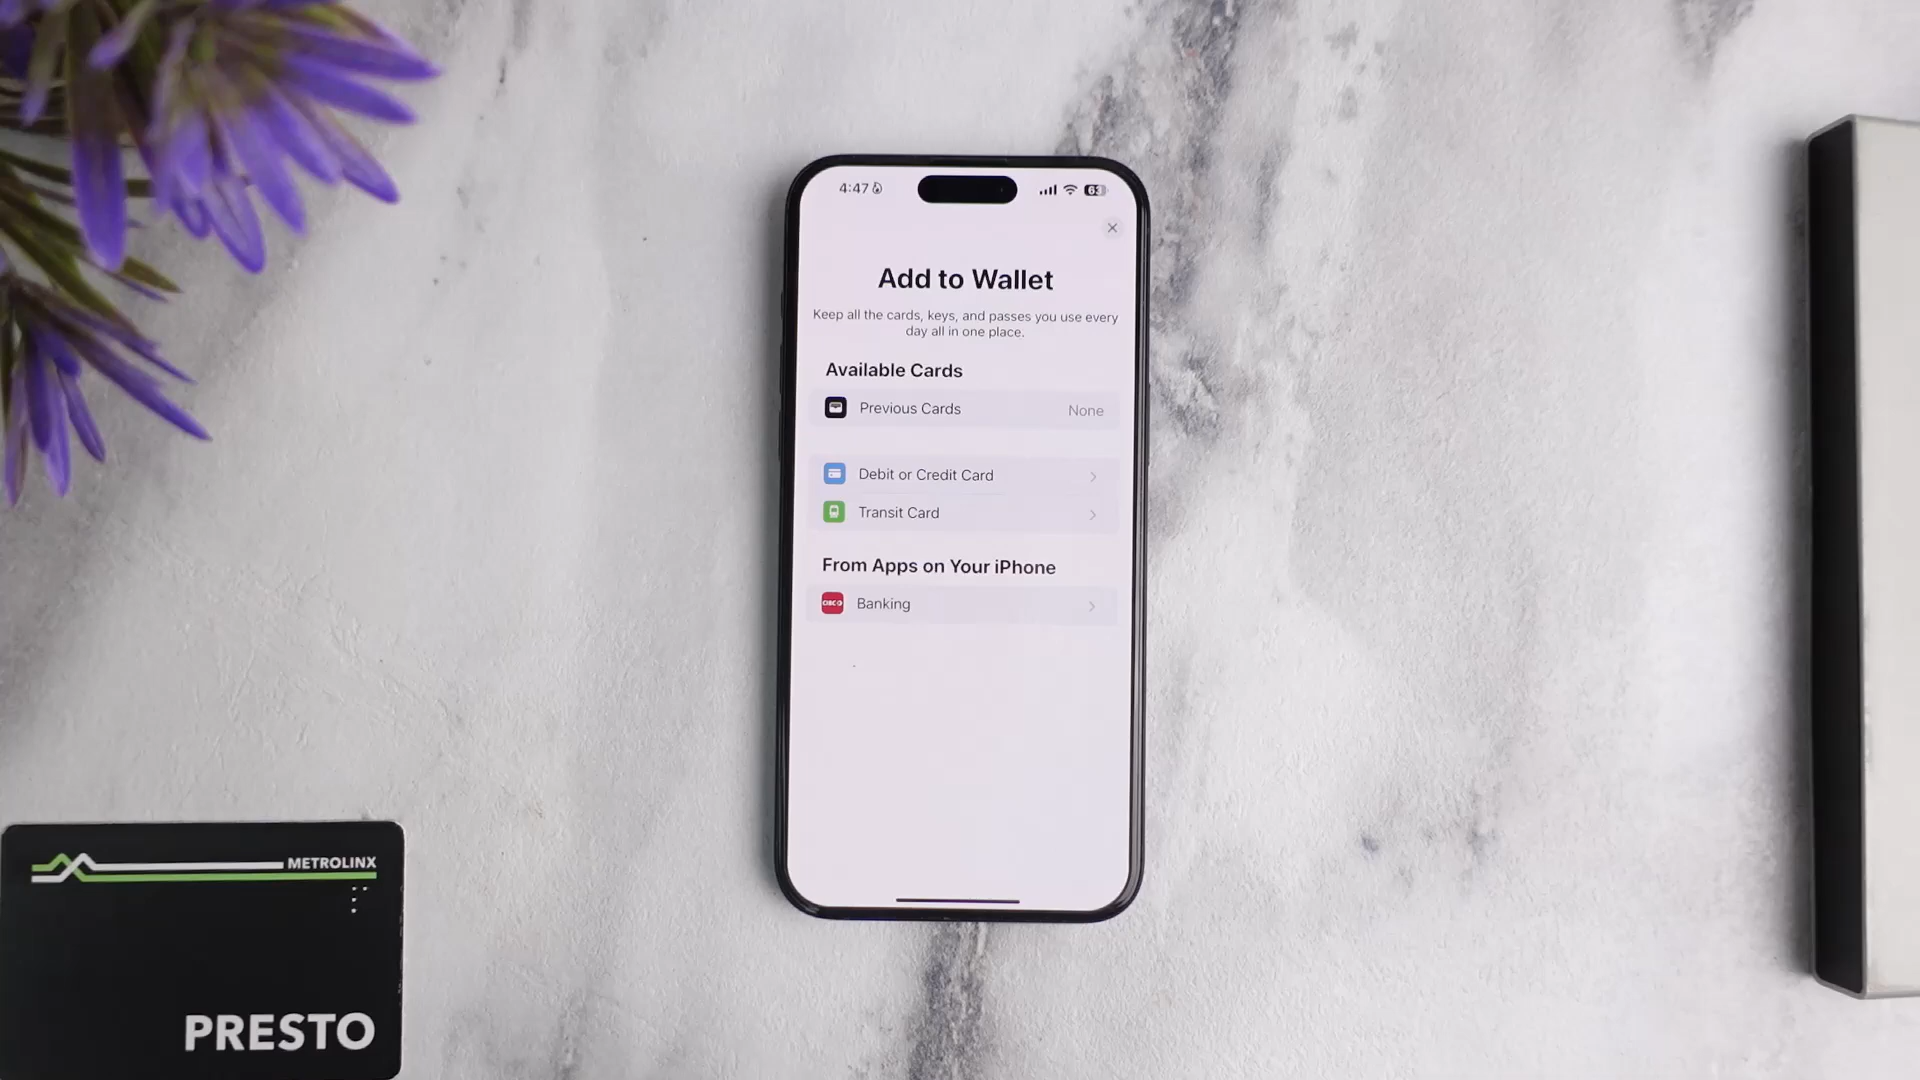 4:47
63
Add to Wallet
Keep all the cards, keys, and passes you use every
day all in one place.
Available Cards
Previous Cards None
Debit or Credit Card
Transit Card
From Apps on Your iPhone
CIBC Banking
METROLINX
PRESTO